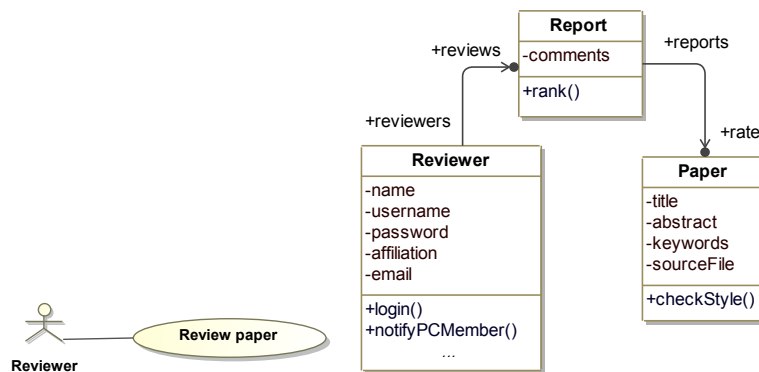 Report
-comments
+rank()
+reviews
+reports
+reviewers
+rate
Reviewer
-name
-username
-password
-affiliation
-email
+login()
+notifyPCMember()
...
Paper
-title
-abstract
-keywords
-sourceFile
+checkStyle()
Review paper
Reviewer